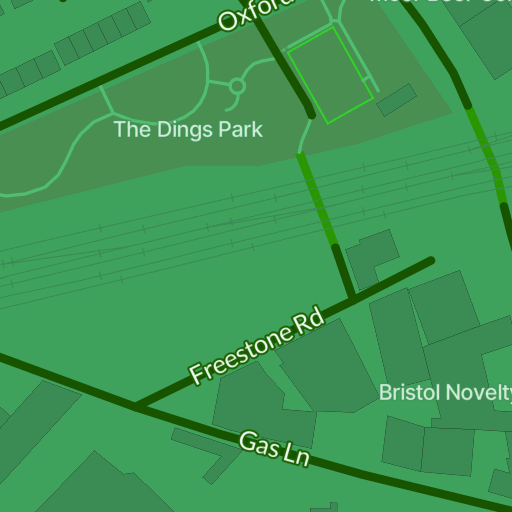 Oxford
The Dings Park
Freestone Rd
Bristol Novelty
Gas Ln